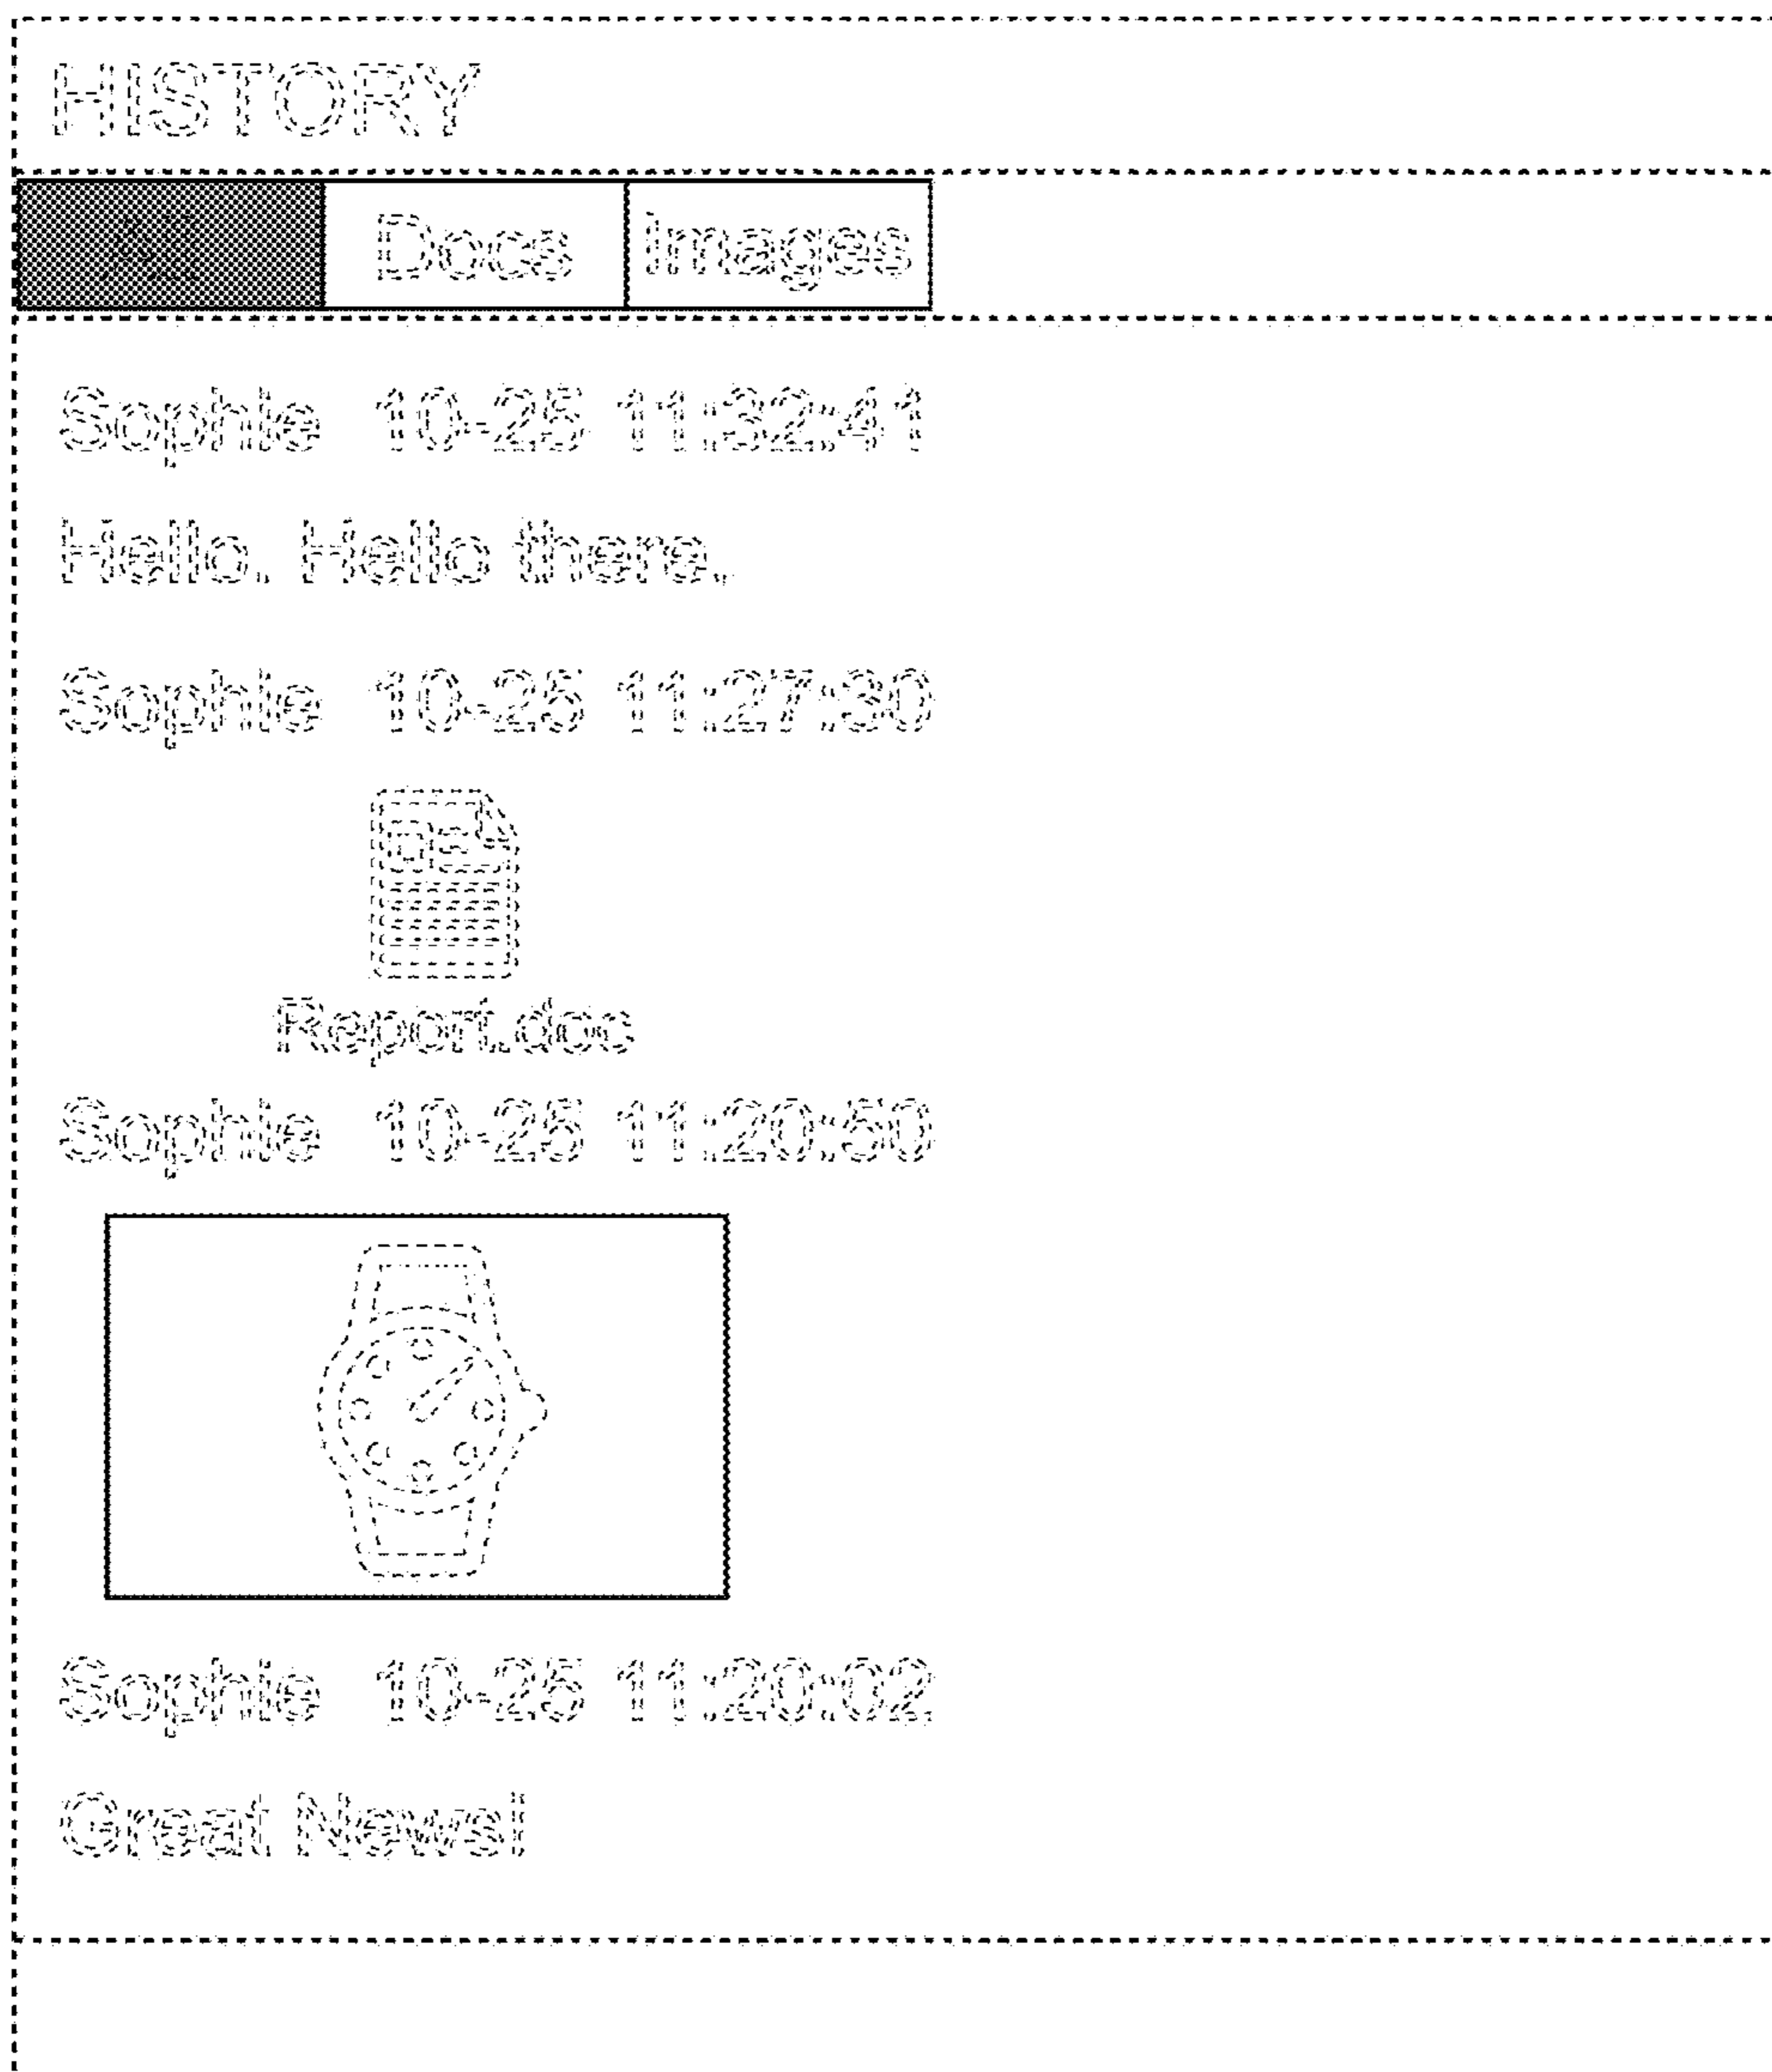 HISTORY
All Docs Images
Sophie 10-25 11:32:41
Hello. Hello there.
Sophie 10-25 11:27:30
Report.doc
Sophie 10-25 11:20:50
Sophie 10-25 11:20:02
Great News!